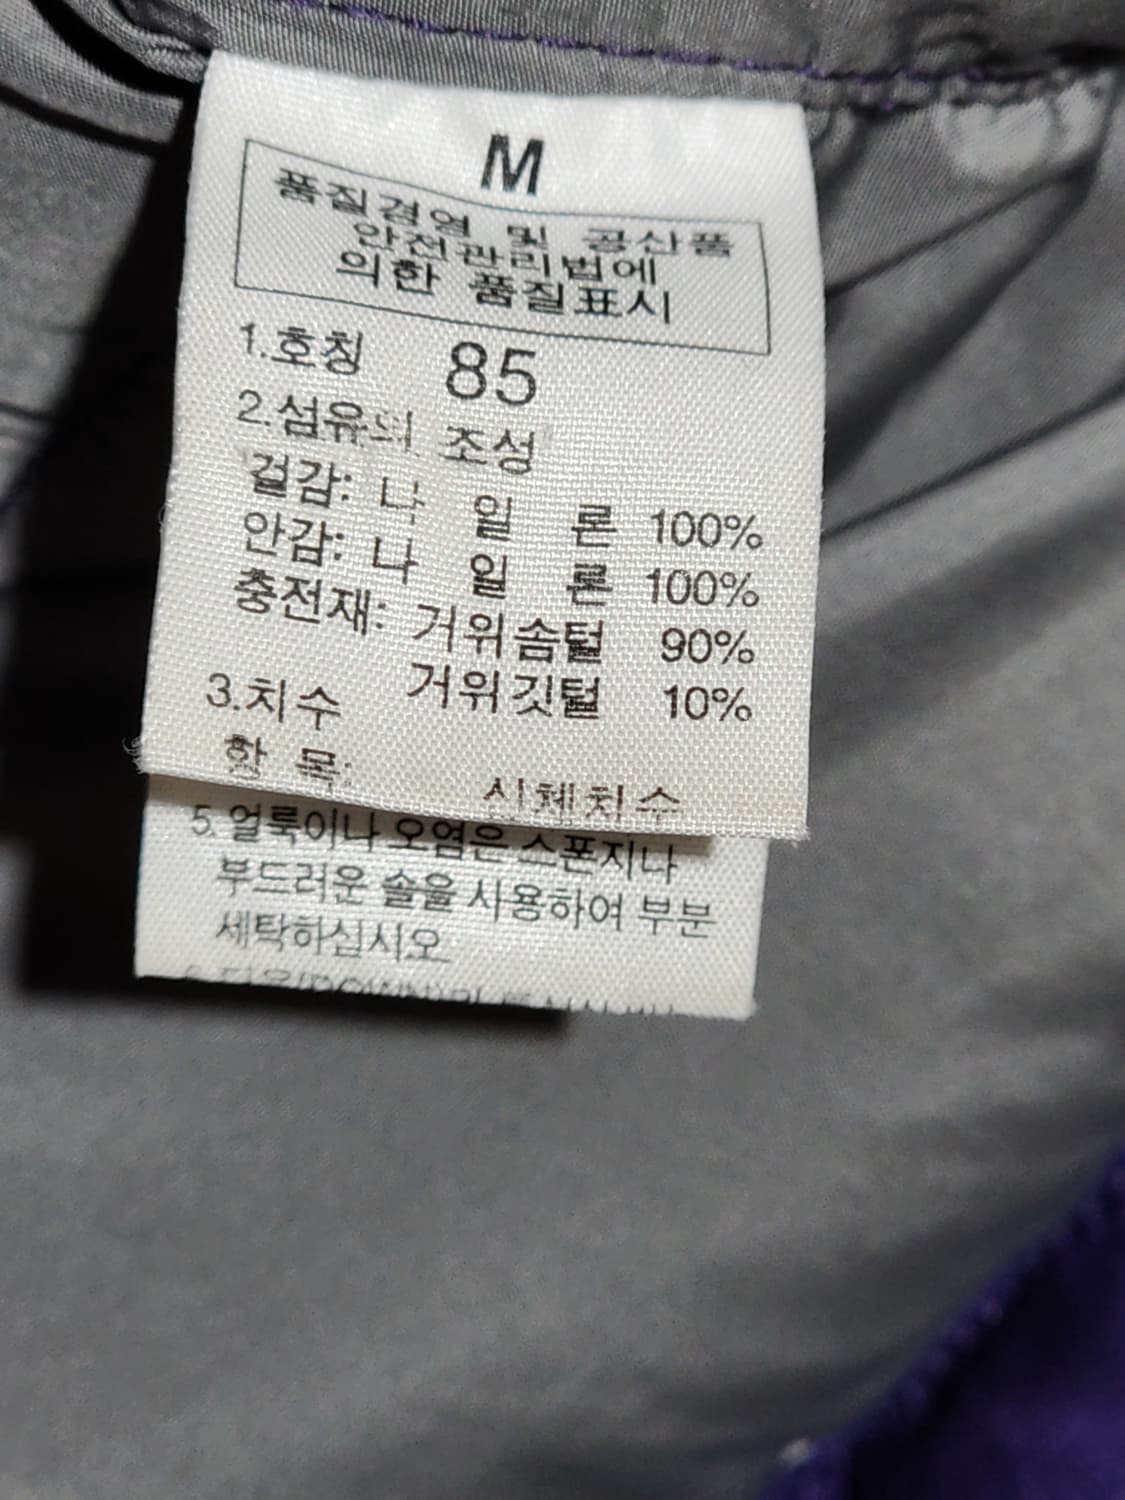 M
품질경영 및 공산품
안전관리법에
의한 품질표시
1.호칭 85
2.섬유의 조성
겉감: 나 일 론 100%
안감: 나 일 론 100%
충전재: 거위솜털 90%
거위깃털 10%
3.치수
항 목: 신체치수
5. 얼룩이나 오염은 스폰지나
부드러운 솔을 사용하여 부분
세탁하십시오